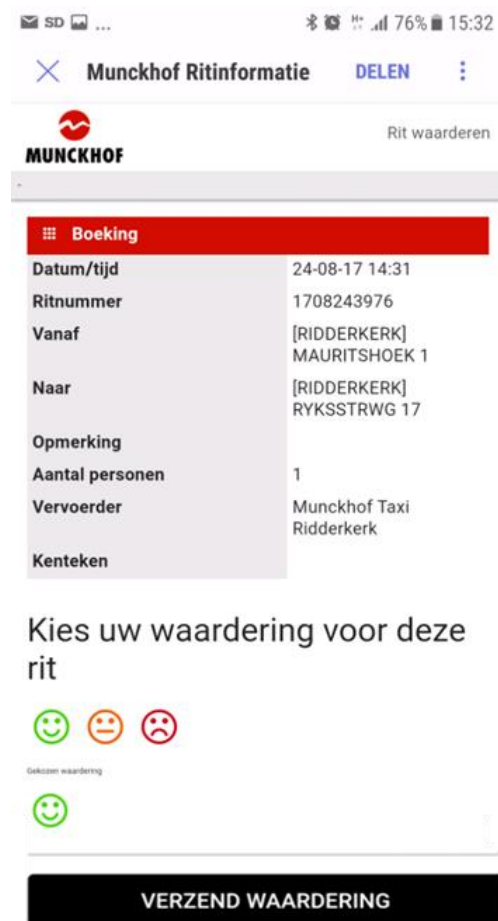 SD ... 76% 15:32
Munckhof Ritinformatie DELEN
MUNCKHOF Rit waarderen
Boeking
Datum/tijd 24-08-17 14:31
Ritnummer 1708243976
Vanaf [RIDDERKERK]
MAURITSHOEK 1
Naar [RIDDERKERK]
RYKSSTRWG 17
Opmerking
Aantal personen 1
Vervoerder Munckhof Taxi
Ridderkerk
Kenteken
Kies uw waardering voor deze
rit
Gekozen waardering
VERZEND WAARDERING